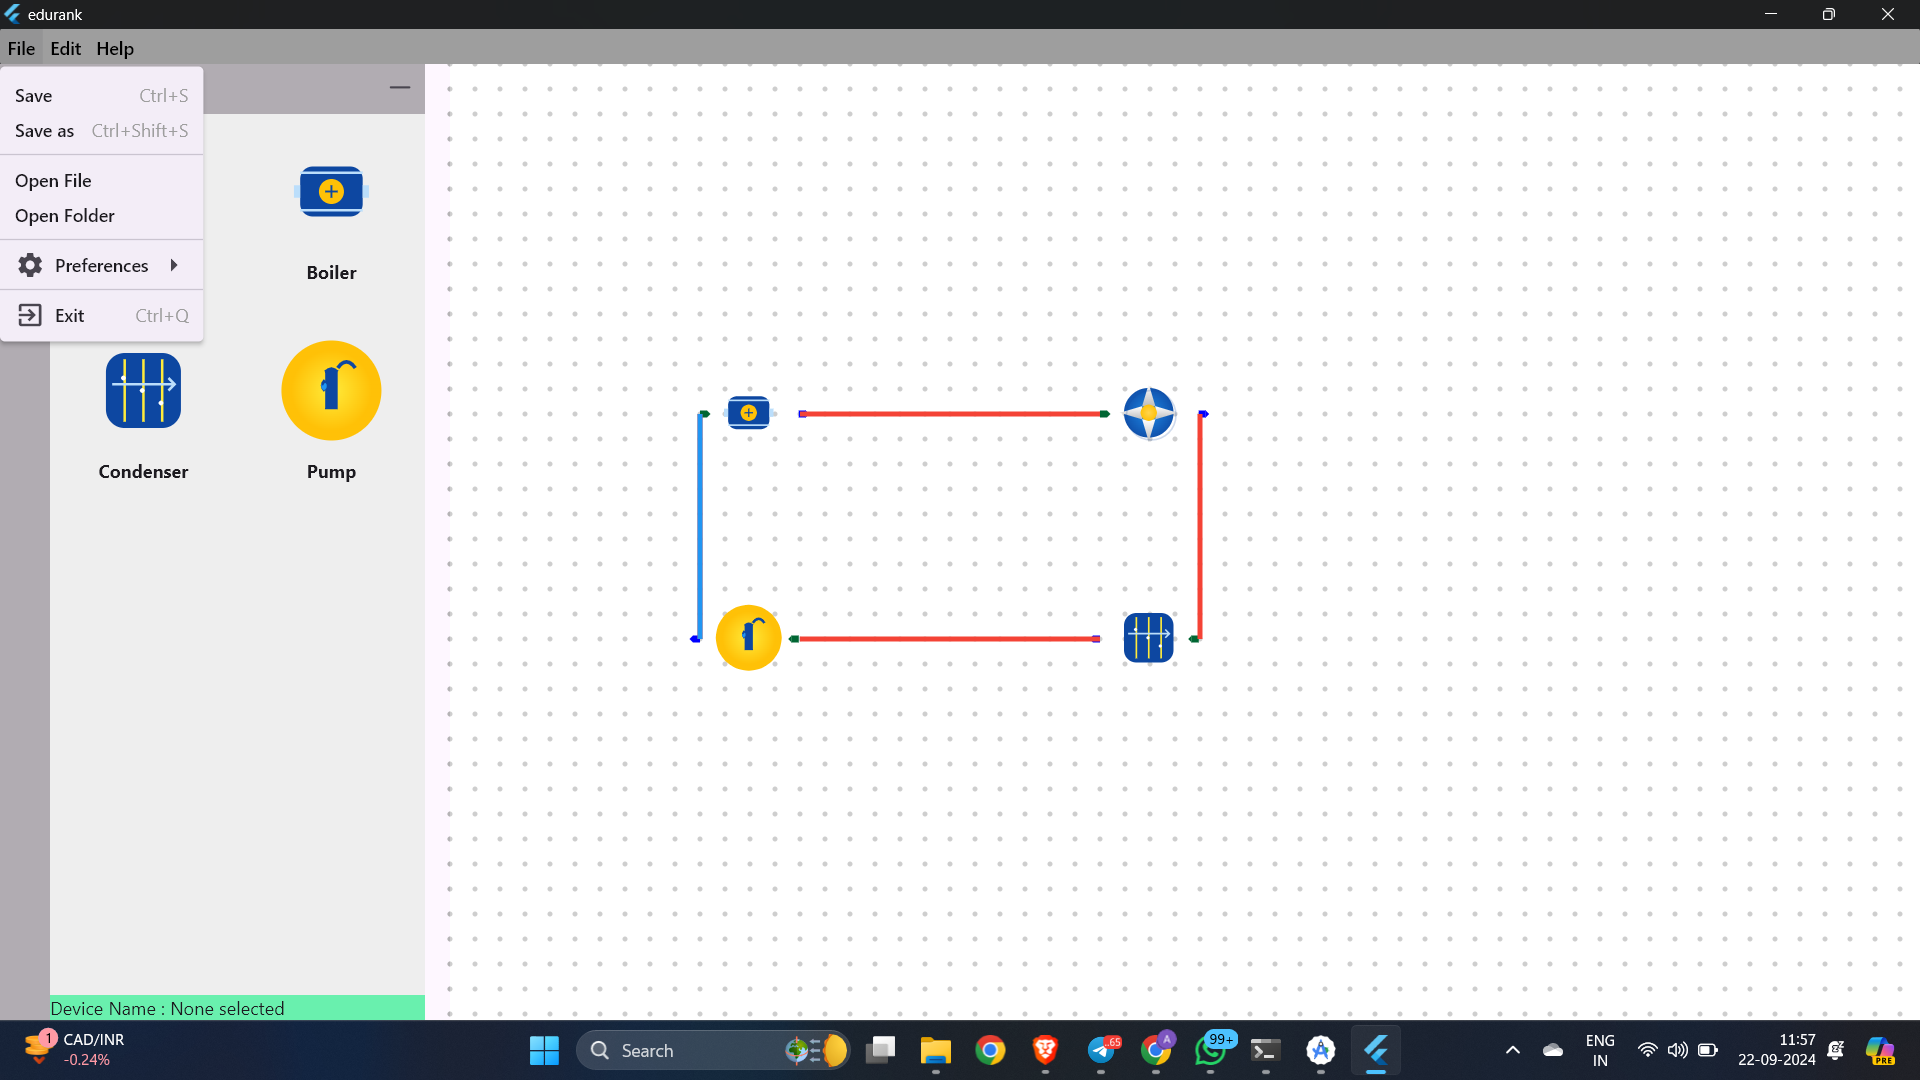 edurank
File Edit Help
Save Ctrl+S
Save as Ctrl+Shift+S
Open File
Open Folder
Preferences
Exit Ctrl+Q
Boiler
Condenser
Pump
Device Name : None selected
1
CAD/INR
-0.24%
Search
.65
A
99+
ENG
IN
11:57
22-09-2024
PRE